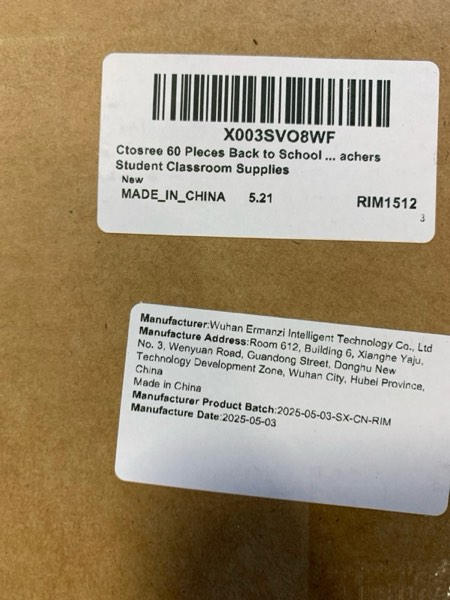 X003SVO8WF
Ctosree 60 Pieces Back to School ... achers
Student Classroom Supplies
New
MADE_IN_CHINA 5.21 RIM1512
3
Manufacturer:Wuhan Ermanzi Intelligent Technology Co., Ltd
Manufacture Address:Room 612, Building 6, Xianghe Yaju,
No. 3, Wenyuan Road, Guandong Street, Donghu New
Technology Development Zone, Wuhan City, Hubei Province,
China
Made in China
Manufacturer Product Batch:2025-05-03-SX-CN-RIM
Manufacture Date:2025-05-03